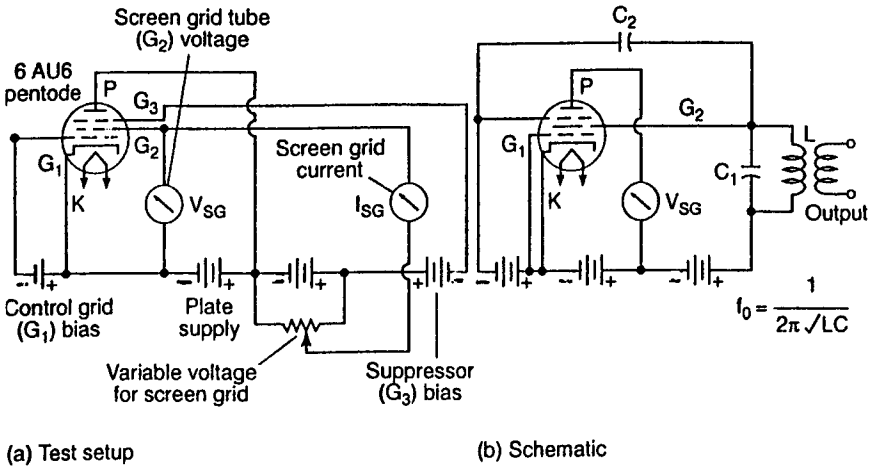 Screen grid tube
(G2) voltage
6 AU6
pentode
P
G3
G2
G1
K
VSG
Screen grid
current
ISG
- + - + - + + -
Control grid
(G1) bias
Plate
supply
Variable voltage
for screen grid
Suppressor
(G3) bias
(a) Test setup
C2
P
G2
G1
K
VSG
C1
L
Output
- + - + - +
f0 = 1 / 2π √LC
(b) Schematic